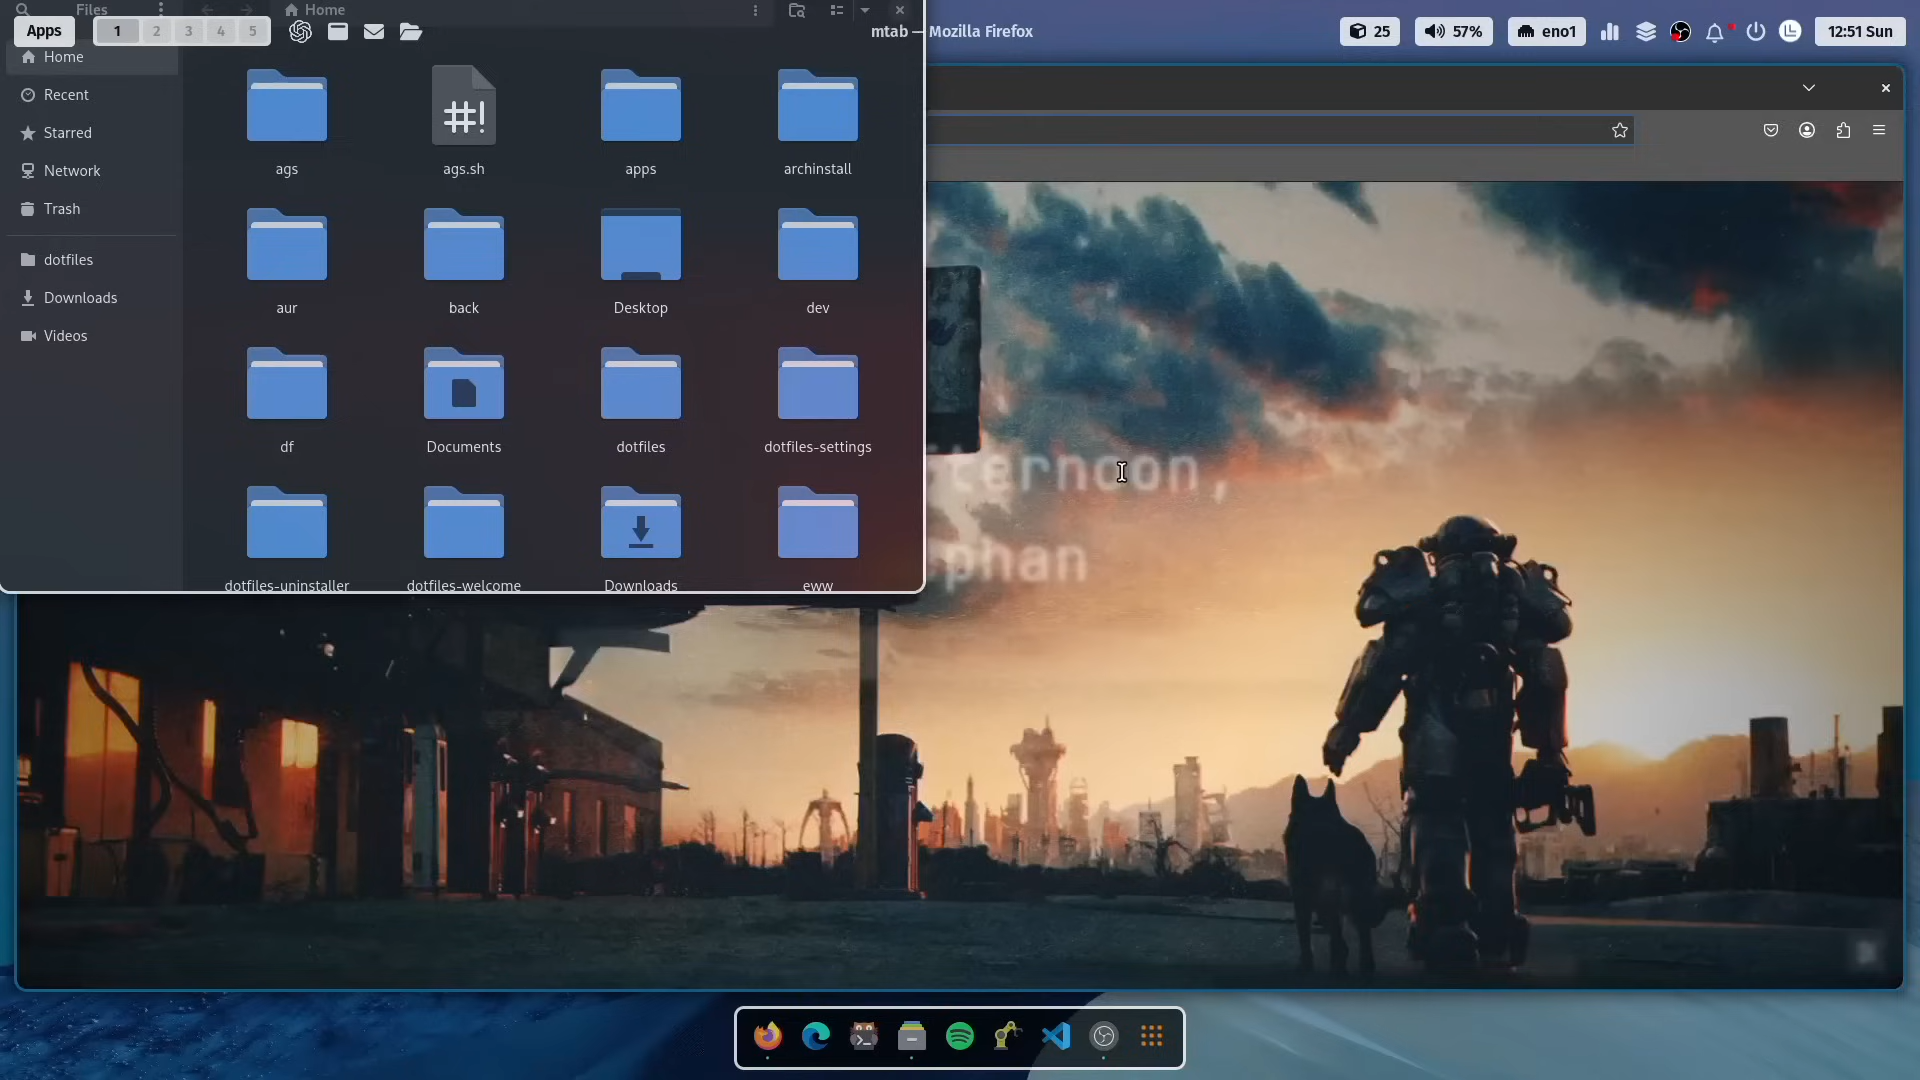 Files
Home
Apps
1 2 3 4 5
mtab — Mozilla Firefox
25
57%
eno1
12:51 Sun
Home
Recent
Starred
Network
Trash
dotfiles
Downloads
Videos
ags
ags.sh
apps
archinstall
aur
back
Desktop
dev
df
Documents
dotfiles
dotfiles-settings
dotfiles-uninstaller
dotfiles-welcome
Downloads
eww
#!
ternoon,
phan